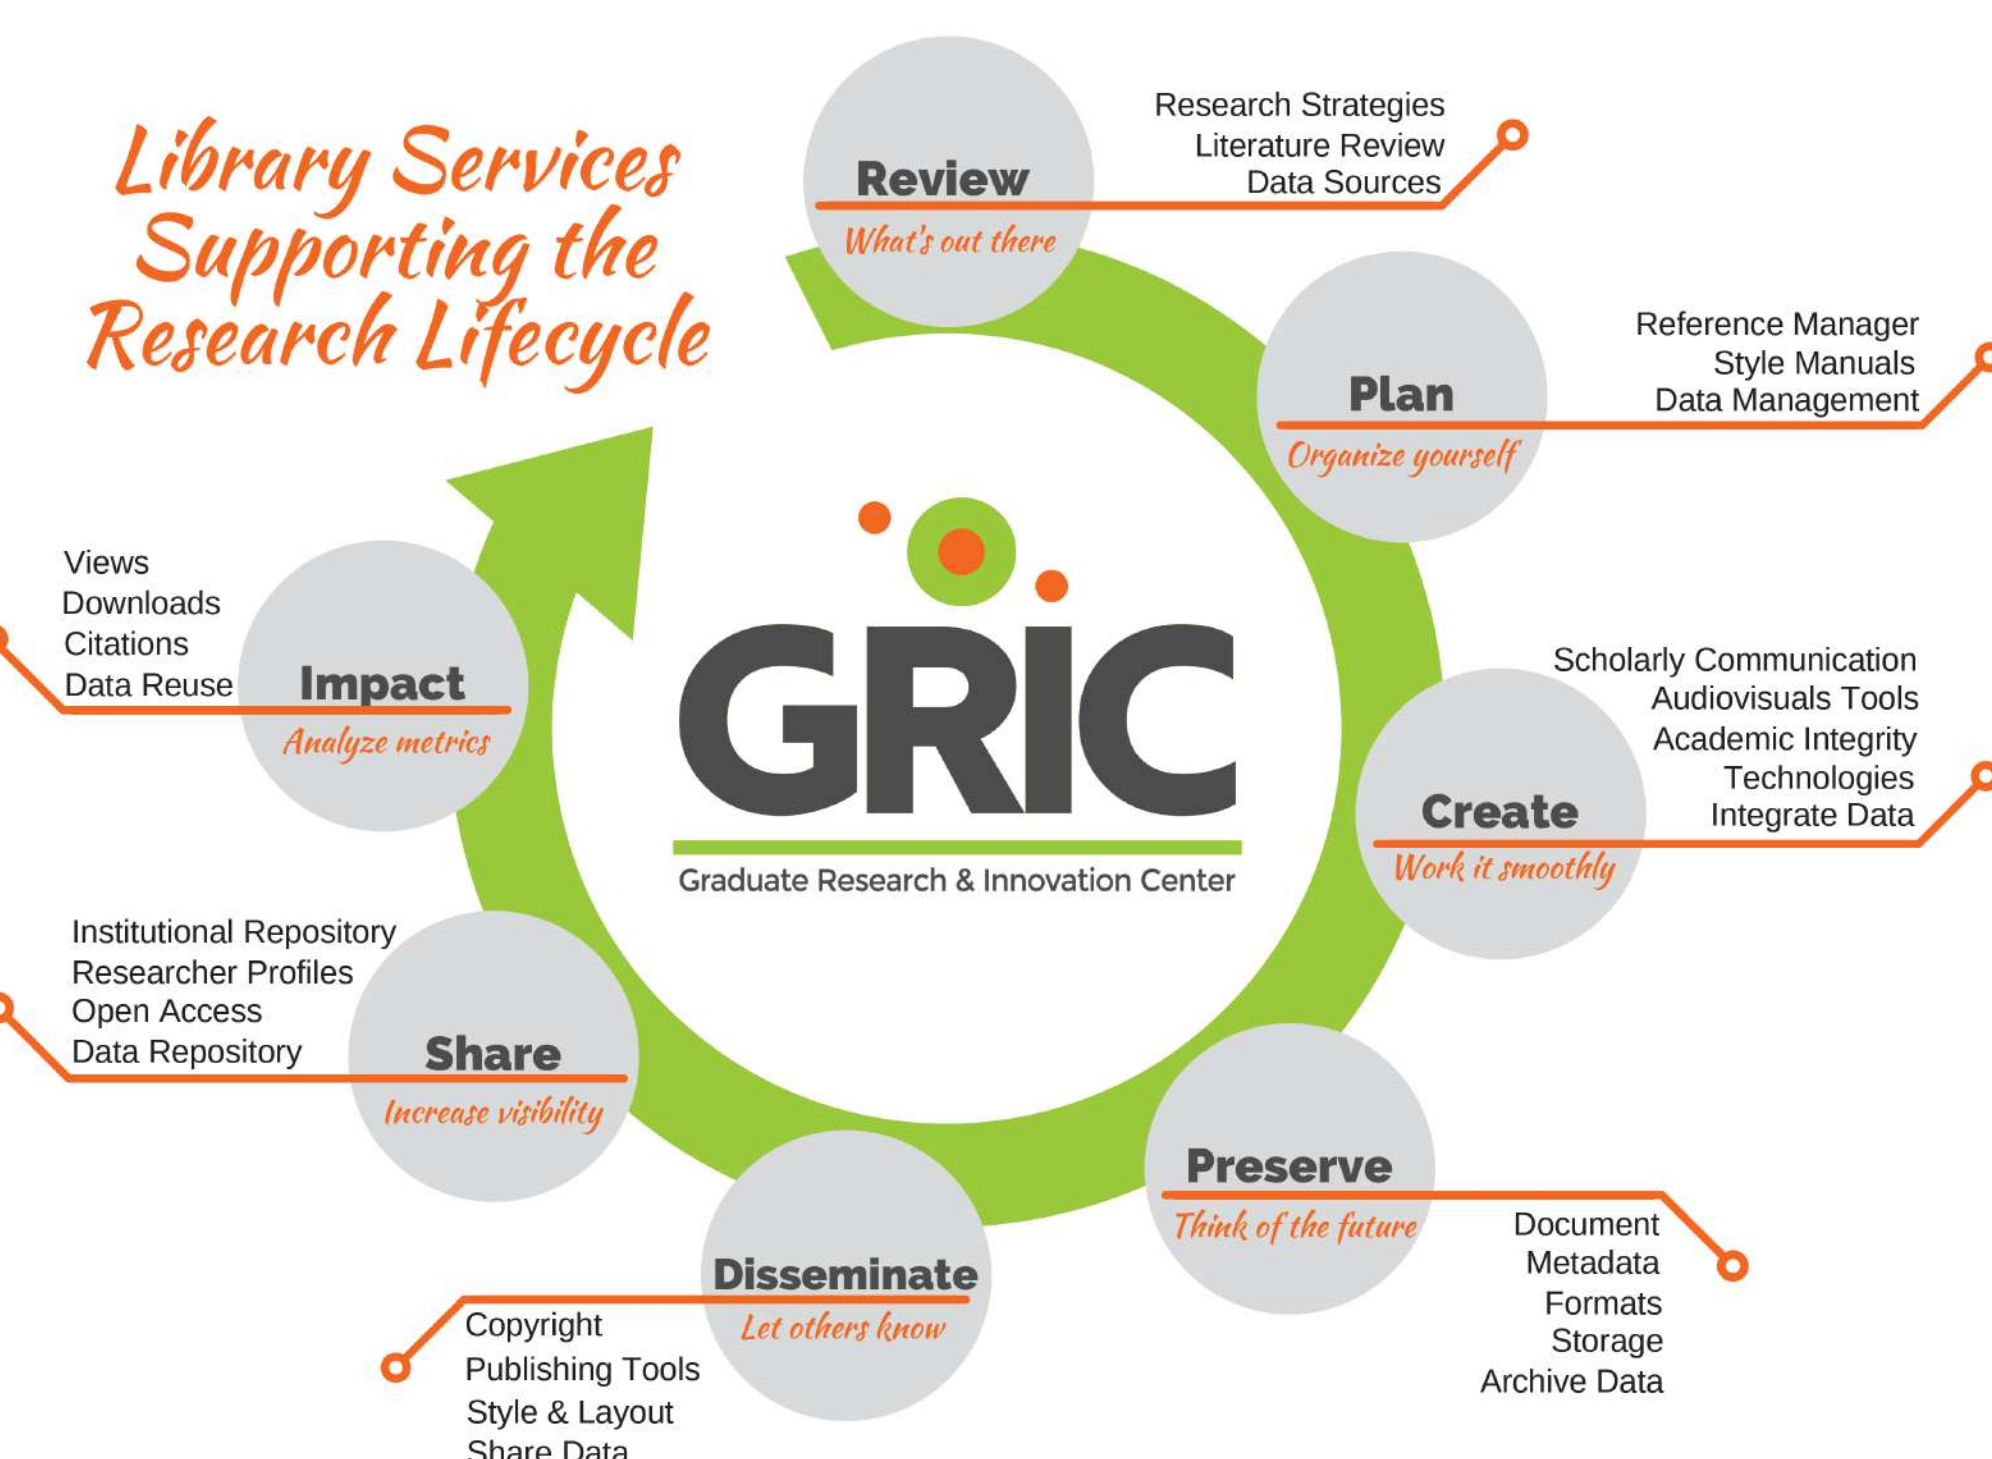 Library Services
Supporting the
Research Lifecycle
Review
What's out there
Research Strategies
Literature Review
Data Sources
Plan
Organize yourself
Reference Manager
Style Manuals
Data Management
Create
Work it smoothly
Scholarly Communication
Audiovisuals Tools
Academic Integrity
Technologies
Integrate Data
Preserve
Think of the future
Document
Metadata
Formats
Storage
Archive Data
Disseminate
Let others know
Copyright
Publishing Tools
Style & Layout
Share Data
Share
Increase visibility
Institutional Repository
Researcher Profiles
Open Access
Data Repository
Impact
Analyze metrics
Views
Downloads
Citations
Data Reuse
GRIC
Graduate Research & Innovation Center